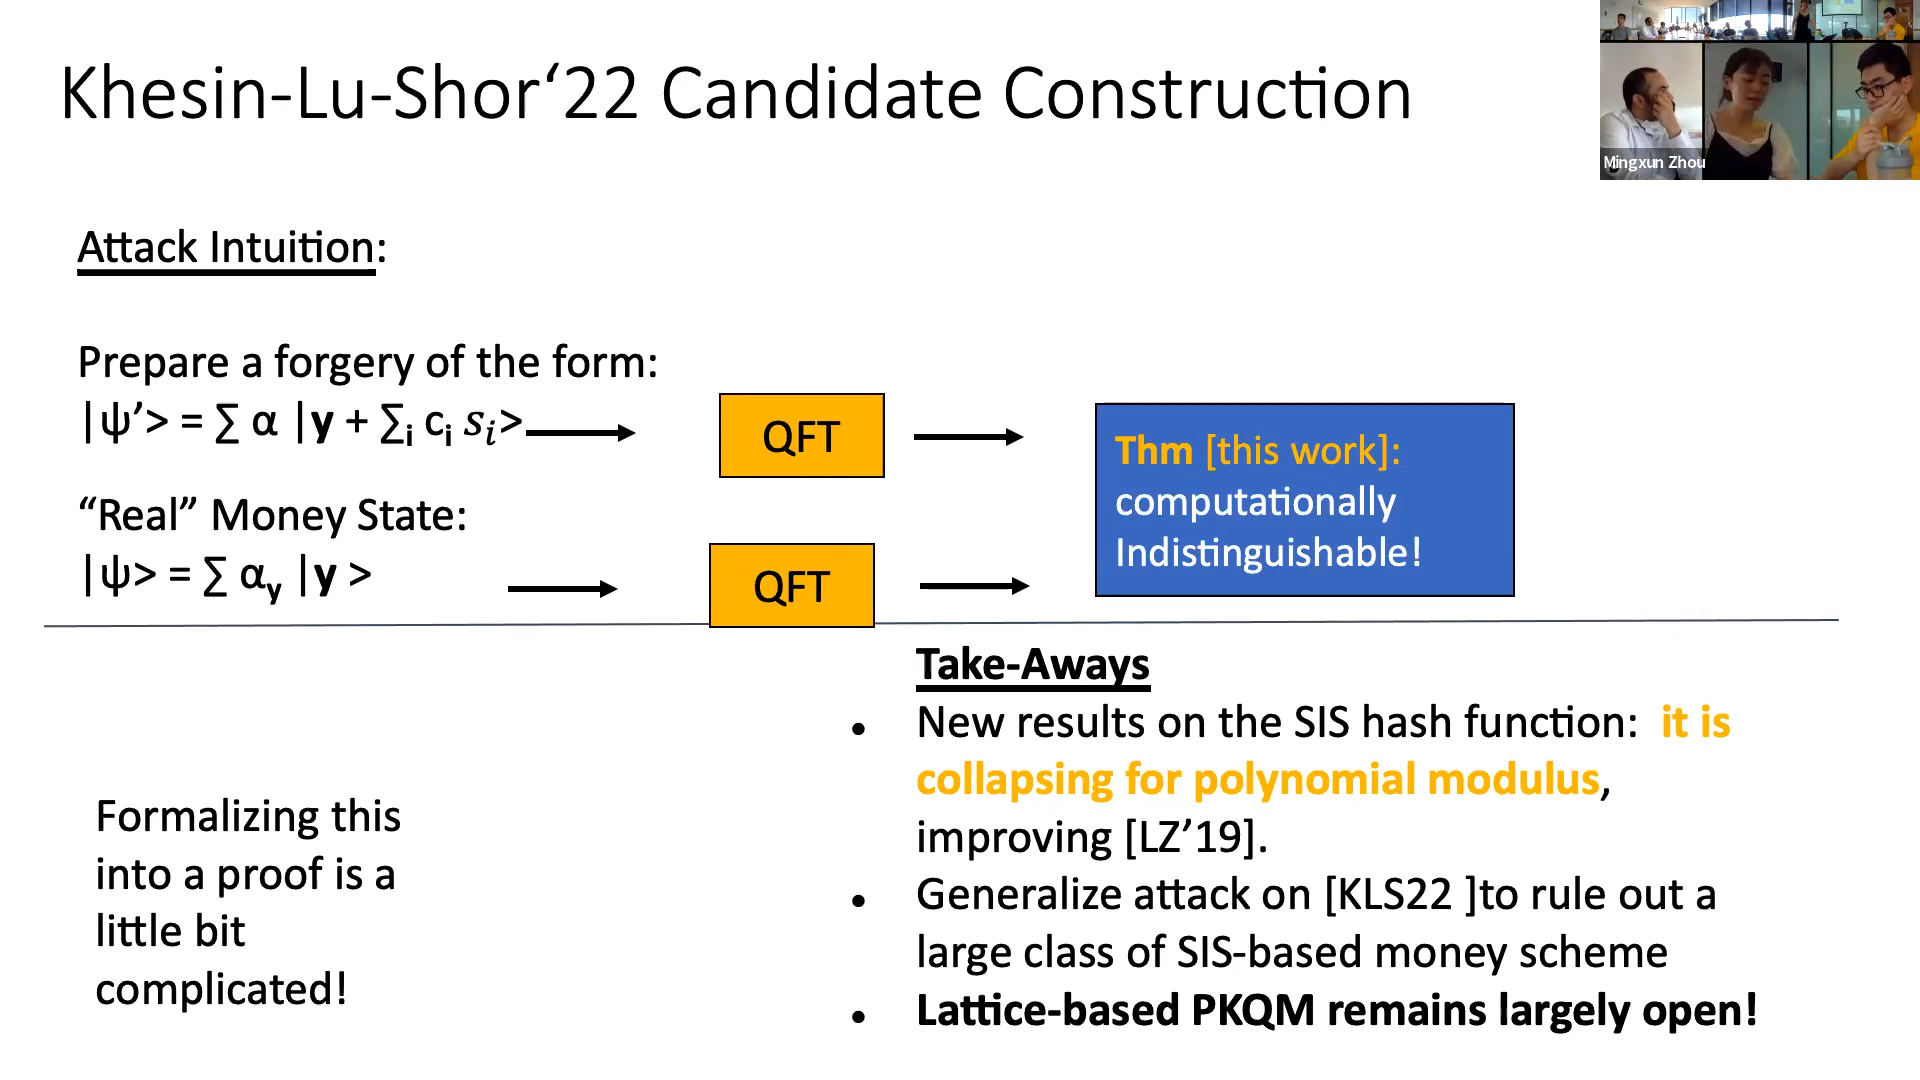 Khesin-Lu-Shor‘22 Candidate Construction
Mingxun Zhou
Attack Intuition:
Prepare a forgery of the form:
|ψ’> = ∑ α |y + ∑i ci si>
QFT
“Real” Money State:
|ψ> = ∑ αy |y >
QFT
Thm [this work]:
computationally
Indistinguishable!
Formalizing this
into a proof is a
little bit
complicated!
Take-Aways
• New results on the SIS hash function: it is
collapsing for polynomial modulus,
improving [LZ’19].
• Generalize attack on [KLS22 ]to rule out a
large class of SIS-based money scheme
• Lattice-based PKQM remains largely open!